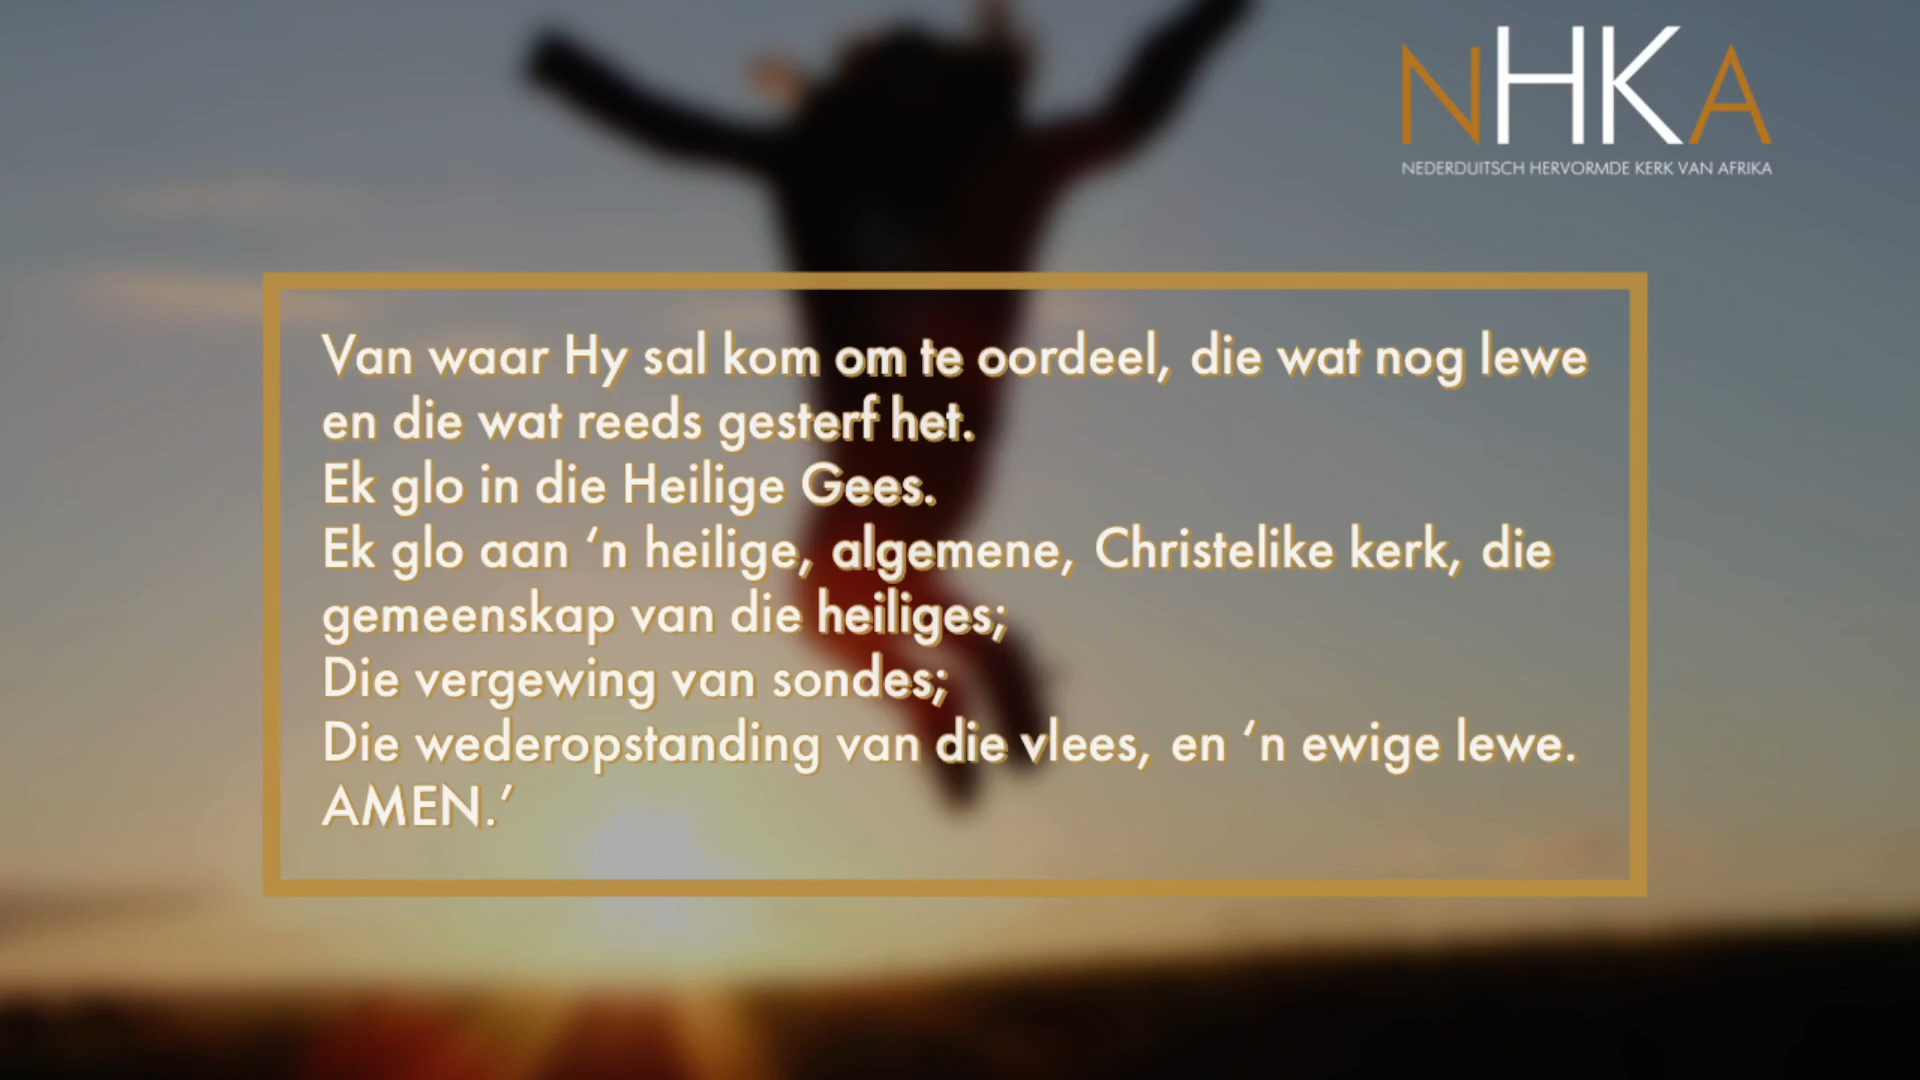 NHKA
NEDERDUITSCH HERVORMDE KERK VAN AFRIKA
Van waar Hy sal kom om te oordeel, die wat nog lewe
en die wat reeds gesterf het.
Ek glo in die Heilige Gees.
Ek glo aan ‘n heilige, algemene, Christelike kerk, die
gemeenskap van die heiliges;
Die vergewing van sondes;
Die wederopstanding van die vlees, en ‘n ewige lewe.
AMEN.’